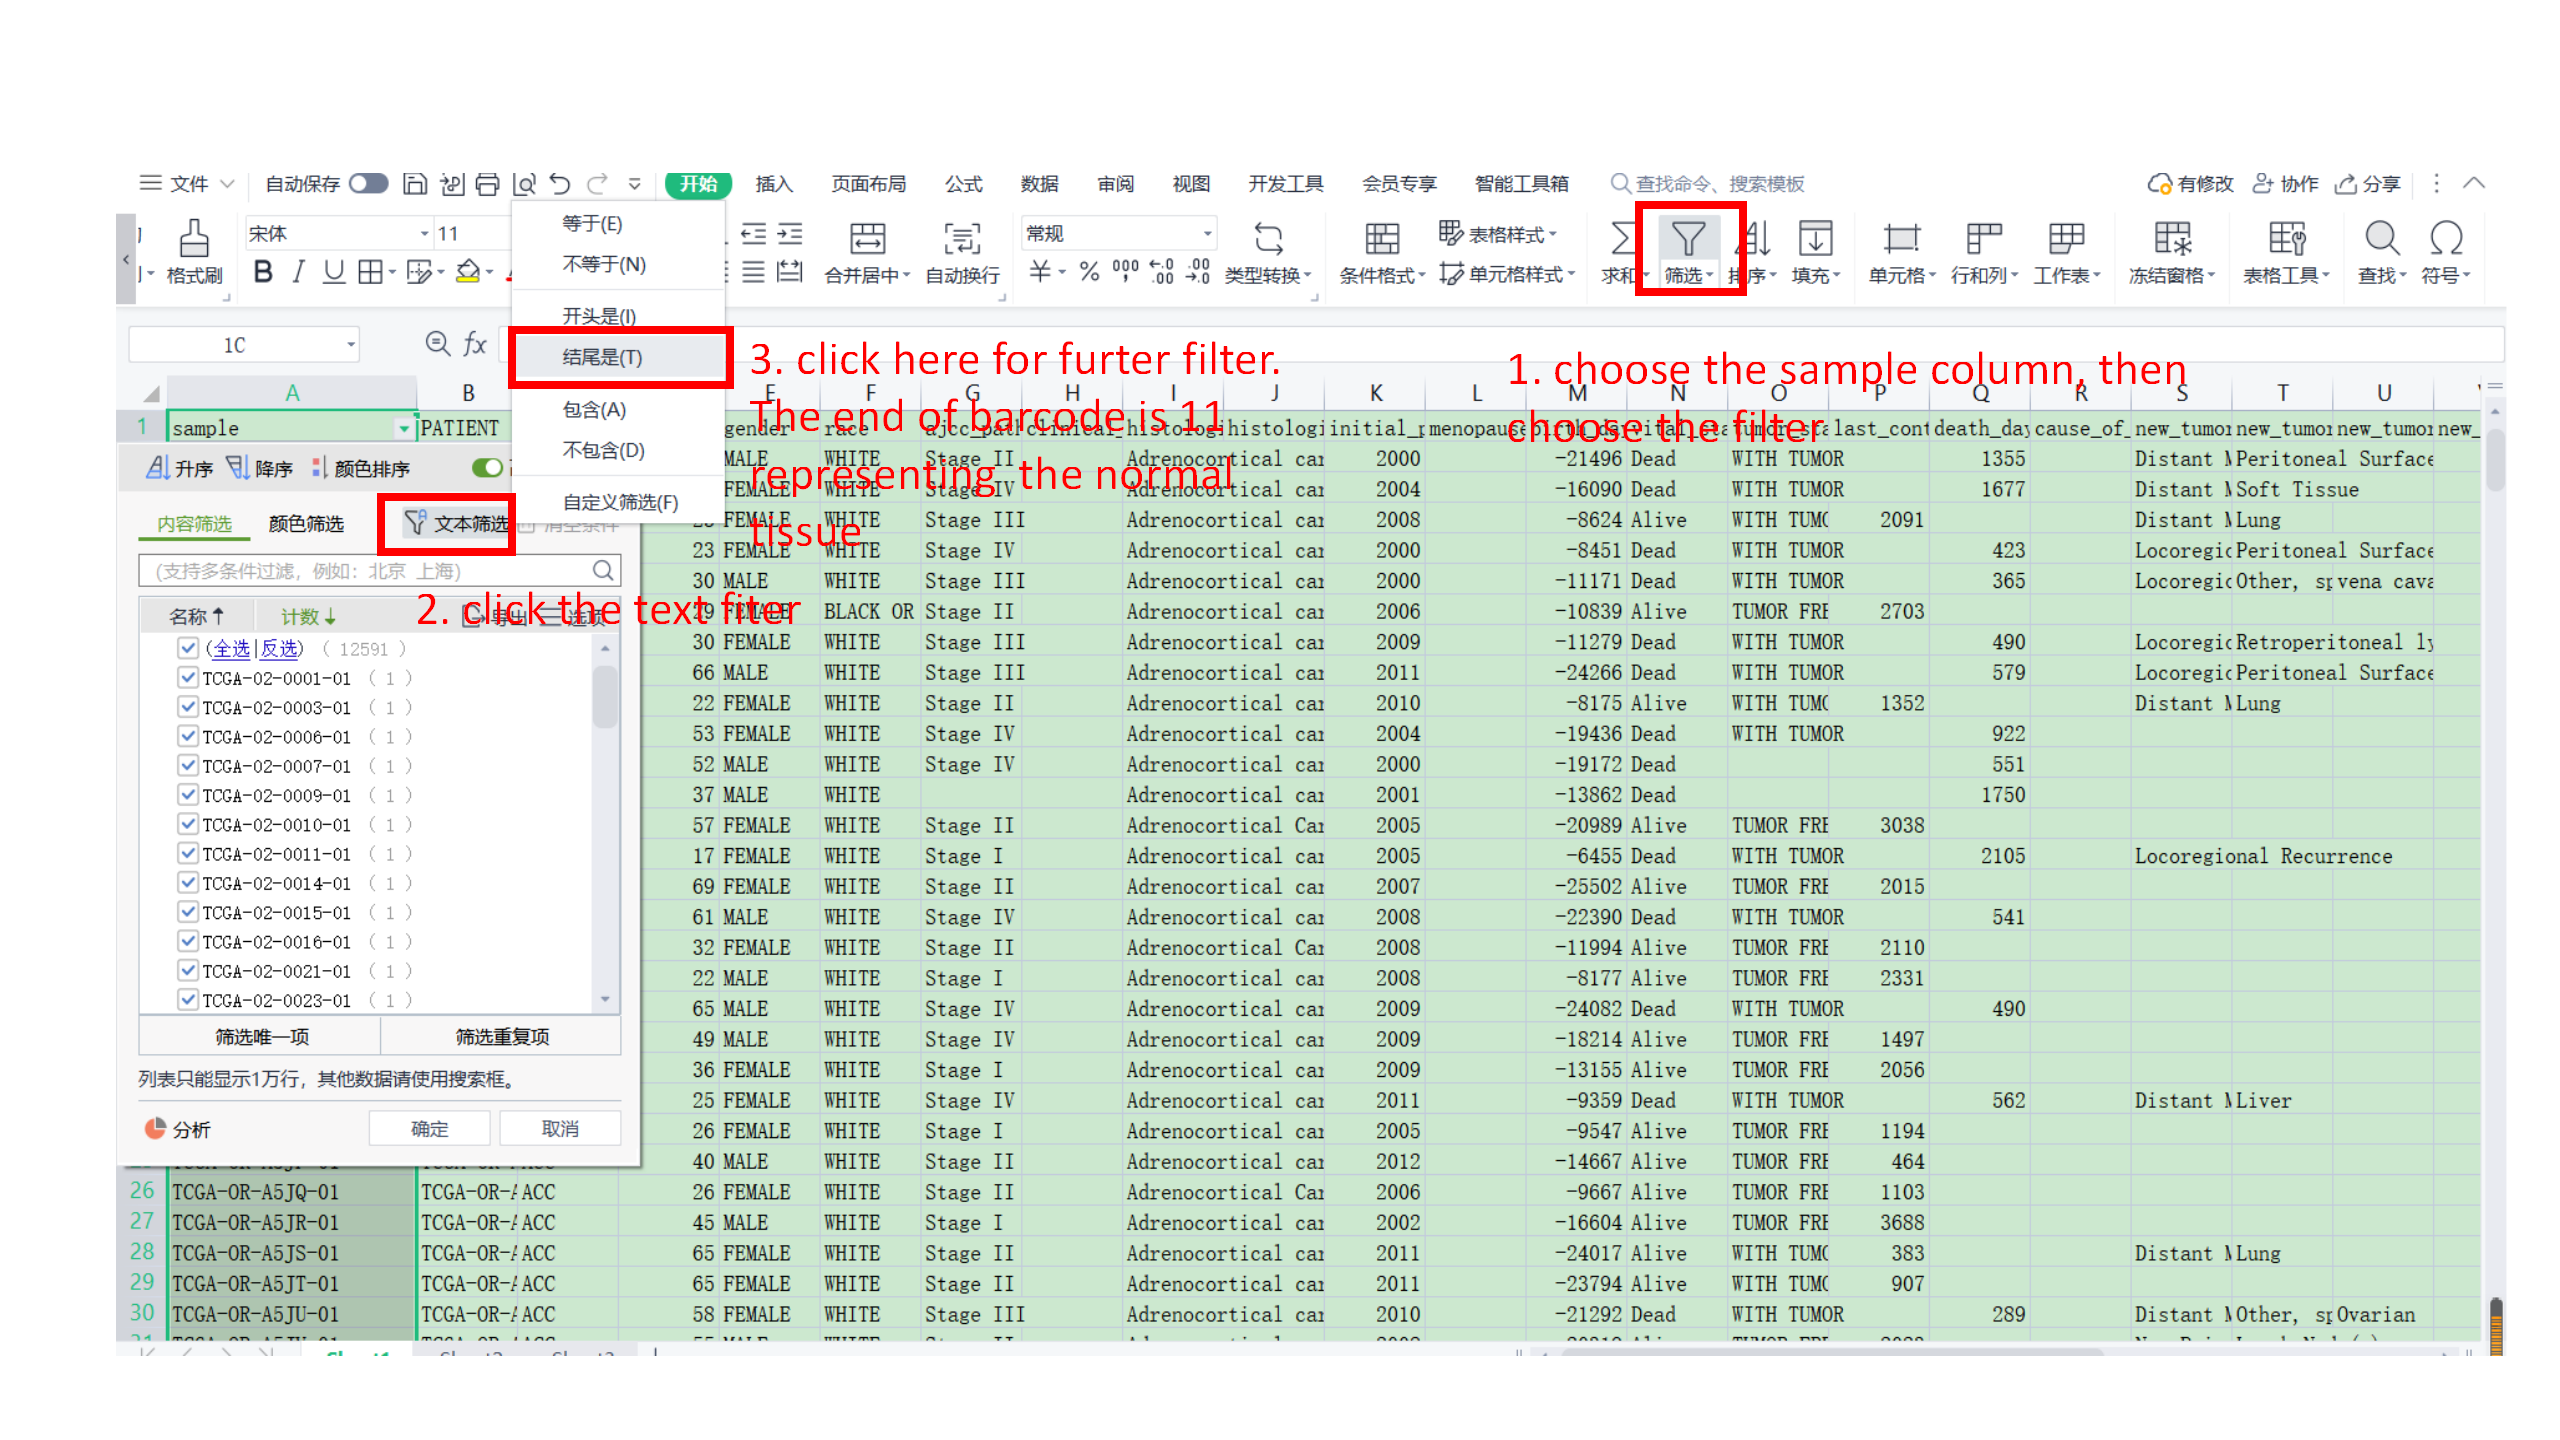 文件 自动保存 开始 插入 页面布局 公式 数据 审阅 视图 开发工具 会员专享 智能工具箱 查找命令、搜索模板 有修改 协作 分享
格式刷 宋体 11 B I U 合并居中 自动换行 常规 ¥ % 000 类型转换 条件格式 表格样式 单元格样式 求和 筛选 排序 填充 单元格 行和列 工作表 冻结窗格 表格工具 查找 符号
等于(E)
不等于(N)
开头是(I)
结尾是(T)
包含(A)
不包含(D)
自定义筛选(F)
1C fx
3. click here for furter filter.
The end of barcode is 11
representing the normal
tissue
1. choose the sample column, then
choose the filter
2. click the text fiter
A B E F G H I J K L M N O P Q R S T U
1 sample PATIENT gender race ajcc_pat clinical_ histologi histologi initial_p menopause birth_da vital_sta tumor_sta last_cont death_day cause_of_ new_tumor new_tumor new_tumor new_
升序 降序 颜色排序
内容筛选 颜色筛选 文本筛选 清空条件
(支持多条件过滤，例如：北京 上海)
名称 计数 导出 选项
(全选|反选) ( 12591 )
TCGA-02-0001-01 ( 1 )
TCGA-02-0003-01 ( 1 )
TCGA-02-0006-01 ( 1 )
TCGA-02-0007-01 ( 1 )
TCGA-02-0009-01 ( 1 )
TCGA-02-0010-01 ( 1 )
TCGA-02-0011-01 ( 1 )
TCGA-02-0014-01 ( 1 )
TCGA-02-0015-01 ( 1 )
TCGA-02-0016-01 ( 1 )
TCGA-02-0021-01 ( 1 )
TCGA-02-0023-01 ( 1 )
筛选唯一项 筛选重复项
列表只能显示1万行，其他数据请使用搜索框。
分析 确定 取消
MALE WHITE Stage II Adrenocortical car 2000 -21496 Dead WITH TUMOR 1355 Distant M Peritoneal Surface
FEMALE WHITE Stage IV Adrenocortical car 2004 -16090 Dead WITH TUMOR 1677 Distant M Soft Tissue
FEMALE WHITE Stage III Adrenocortical car 2008 -8624 Alive WITH TUMO 2091 Distant M Lung
23 FEMALE WHITE Stage IV Adrenocortical car 2000 -8451 Dead WITH TUMOR 423 Locoregio Peritoneal Surface
30 MALE WHITE Stage III Adrenocortical car 2000 -11171 Dead WITH TUMOR 365 Locoregio Other, sp vena cava
29 FEMALE BLACK OR Stage II Adrenocortical car 2006 -10839 Alive TUMOR FRE 2703
30 FEMALE WHITE Stage III Adrenocortical car 2009 -11279 Dead WITH TUMOR 490 Locoregio Retroperitoneal ly
66 MALE WHITE Stage III Adrenocortical car 2011 -24266 Dead WITH TUMOR 579 Locoregio Peritoneal Surface
22 FEMALE WHITE Stage II Adrenocortical car 2010 -8175 Alive WITH TUMO 1352 Distant M Lung
53 FEMALE WHITE Stage IV Adrenocortical car 2004 -19436 Dead WITH TUMOR 922
52 MALE WHITE Stage IV Adrenocortical car 2000 -19172 Dead 551
37 MALE WHITE Adrenocortical car 2001 -13862 Dead 1750
57 FEMALE WHITE Stage II Adrenocortical Car 2005 -20989 Alive TUMOR FRE 3038
17 FEMALE WHITE Stage I Adrenocortical car 2005 -6455 Dead WITH TUMOR 2105 Locoregional Recurrence
69 FEMALE WHITE Stage II Adrenocortical car 2007 -25502 Alive TUMOR FRE 2015
61 MALE WHITE Stage IV Adrenocortical car 2008 -22390 Dead WITH TUMOR 541
32 FEMALE WHITE Stage II Adrenocortical Car 2008 -11994 Alive TUMOR FRE 2110
22 MALE WHITE Stage I Adrenocortical car 2008 -8177 Alive TUMOR FRE 2331
65 MALE WHITE Stage IV Adrenocortical car 2009 -24082 Dead WITH TUMOR 490
49 MALE WHITE Stage IV Adrenocortical car 2009 -18214 Alive TUMOR FRE 1497
36 FEMALE WHITE Stage I Adrenocortical car 2009 -13155 Alive TUMOR FRE 2056
25 FEMALE WHITE Stage IV Adrenocortical car 2011 -9359 Dead WITH TUMOR 562 Distant M Liver
26 FEMALE WHITE Stage I Adrenocortical car 2005 -9547 Alive TUMOR FRE 1194
40 MALE WHITE Stage II Adrenocortical car 2012 -14667 Alive TUMOR FRE 464
26 TCGA-OR-A5JQ-01 TCGA-OR-A ACC 26 FEMALE WHITE Stage II Adrenocortical Car 2006 -9667 Alive TUMOR FRE 1103
27 TCGA-OR-A5JR-01 TCGA-OR-A ACC 45 MALE WHITE Stage I Adrenocortical car 2002 -16604 Alive TUMOR FRE 3688
28 TCGA-OR-A5JS-01 TCGA-OR-A ACC 65 FEMALE WHITE Stage II Adrenocortical car 2011 -24017 Alive WITH TUMO 383 Distant M Lung
29 TCGA-OR-A5JT-01 TCGA-OR-A ACC 65 FEMALE WHITE Stage II Adrenocortical car 2011 -23794 Alive WITH TUMO 907
30 TCGA-OR-A5JU-01 TCGA-OR-A ACC 58 FEMALE WHITE Stage III Adrenocortical car 2010 -21292 Dead WITH TUMOR 289 Distant M Other, sp Ovarian